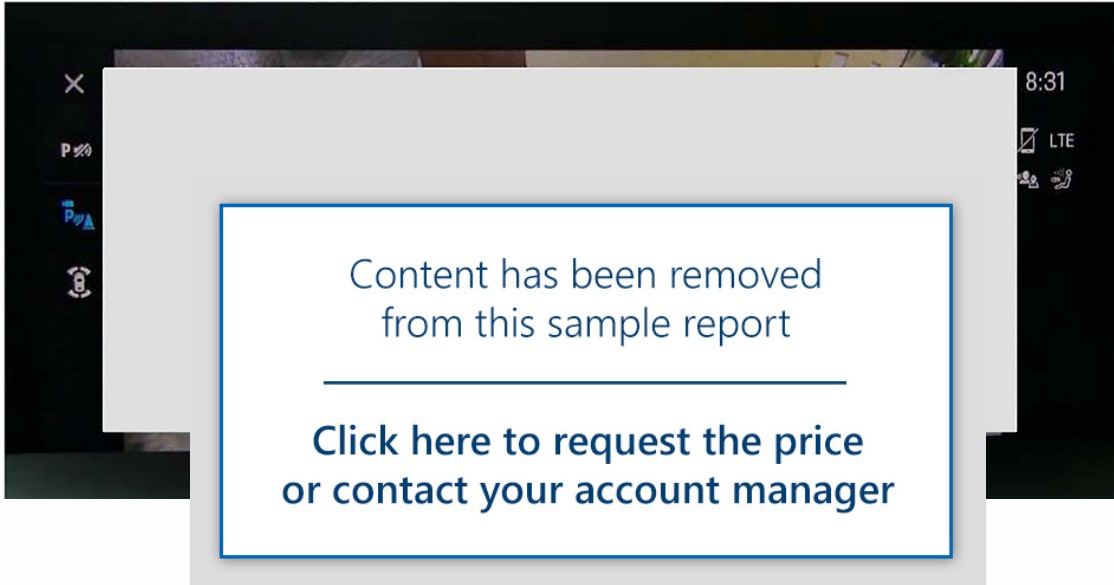 8:31
P
LTE
P A
Content has been removed
from this sample report
Click here to request the price
or contact your account manager